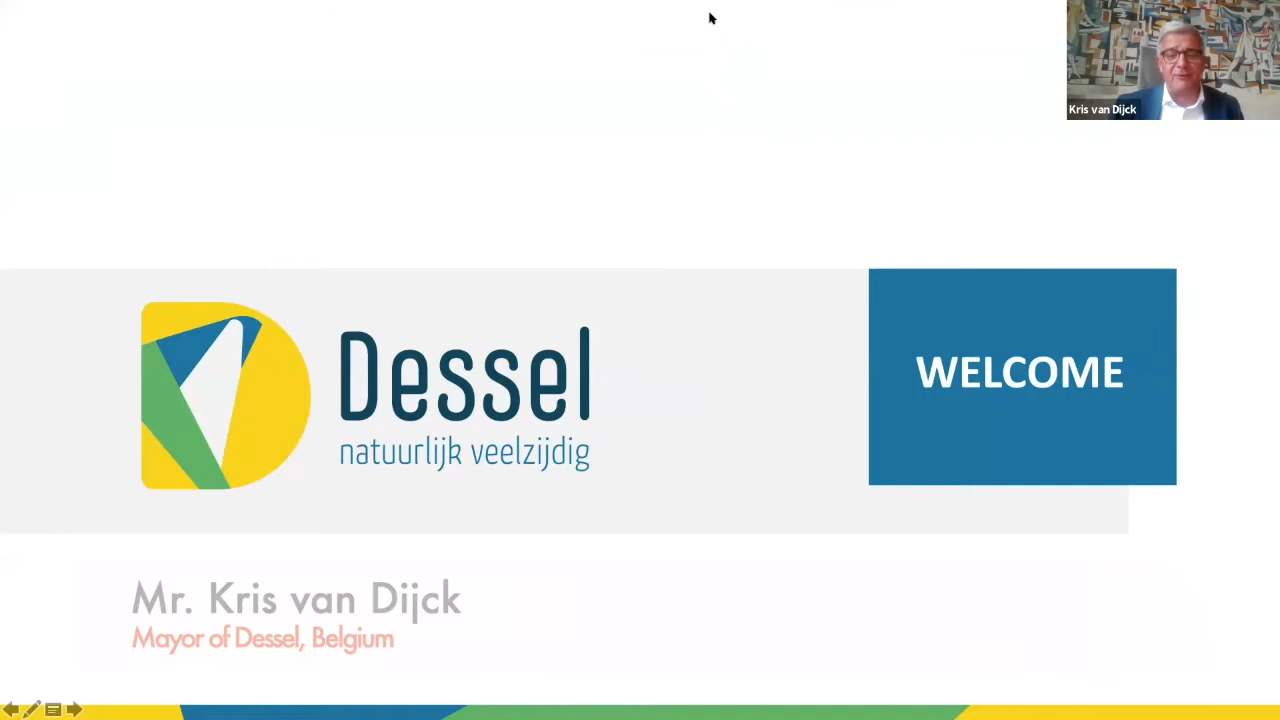 Kris van Dijck
Dessel
natuurlijk veelzijdig
WELCOME
Mr. Kris van Dijck
Mayor of Dessel, Belgium